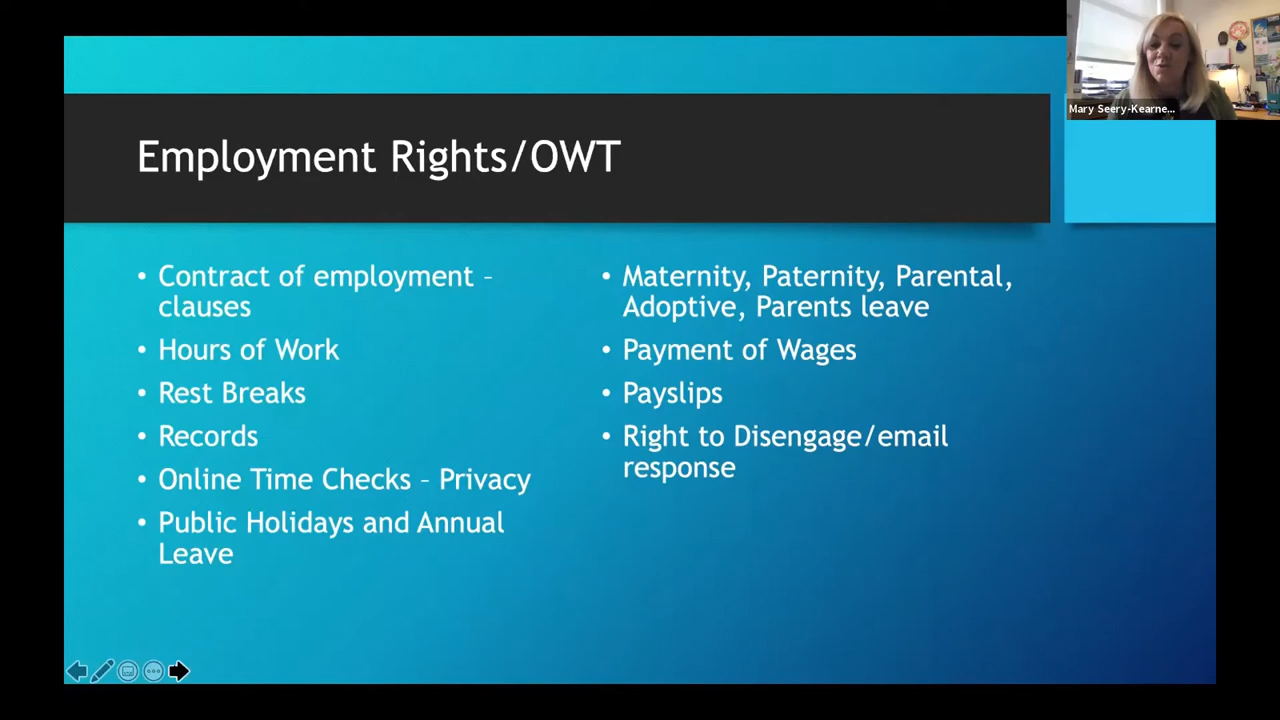 Mary Seery-Kearne...
Employment Rights/OWT
• Contract of employment –
clauses
• Hours of Work
• Rest Breaks
• Records
• Online Time Checks – Privacy
• Public Holidays and Annual
Leave
• Maternity, Paternity, Parental,
Adoptive, Parents leave
• Payment of Wages
• Payslips
• Right to Disengage/email
response